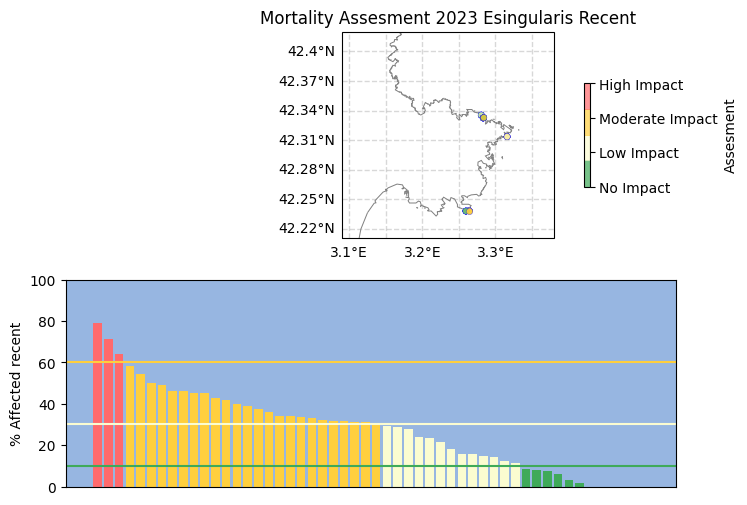 Mortality Assesment 2023 Esingularis Recent
42.4°N
42.37°N
42.34°N
42.31°N
42.28°N
42.25°N
42.22°N
3.1°E
3.2°E
3.3°E
High Impact
Moderate Impact
Low Impact
No Impact
Assesment
100
80
60
40
20
0
% Affected recent